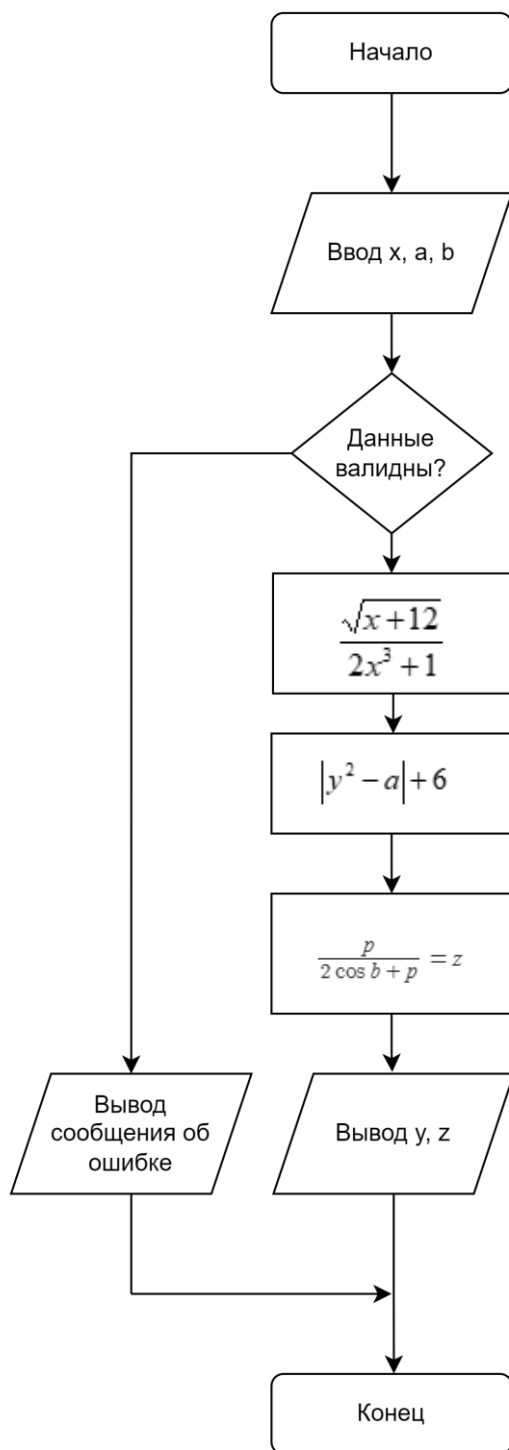 Начало
Ввод x, a, b
Данные
валидны?
√(x+12)
2x³+1
|y² − a| + 6
p
2 cos b + p = z
Вывод
сообщения об
ошибке
Вывод y, z
Конец